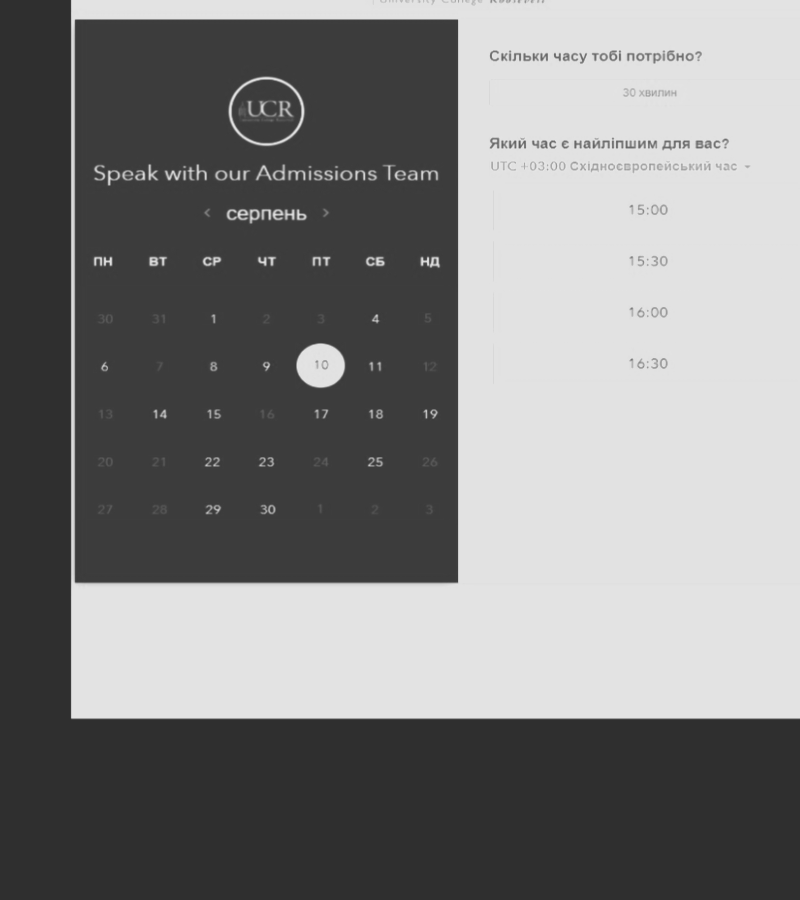 University College
UCR
Speak with our Admissions Team
< серпень >
ПН ВТ СР ЧТ ПТ СБ НД
30 31 1 2 3 4 5
6 7 8 9 10 11 12
13 14 15 16 17 18 19
20 21 22 23 24 25 26
27 28 29 30 1 2 3
Скільки часу тобі потрібно?
30 хвилин
Який час є найліпшим для вас?
UTC +03:00 Східноєвропейський час
15:00
15:30
16:00
16:30